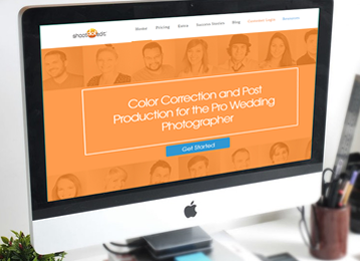 shootdotedit
Home Pricing Extra Success Stories Blog Customer Login Resources
Color Correction and Post
Production for the Pro Wedding
Photographer
Get Started